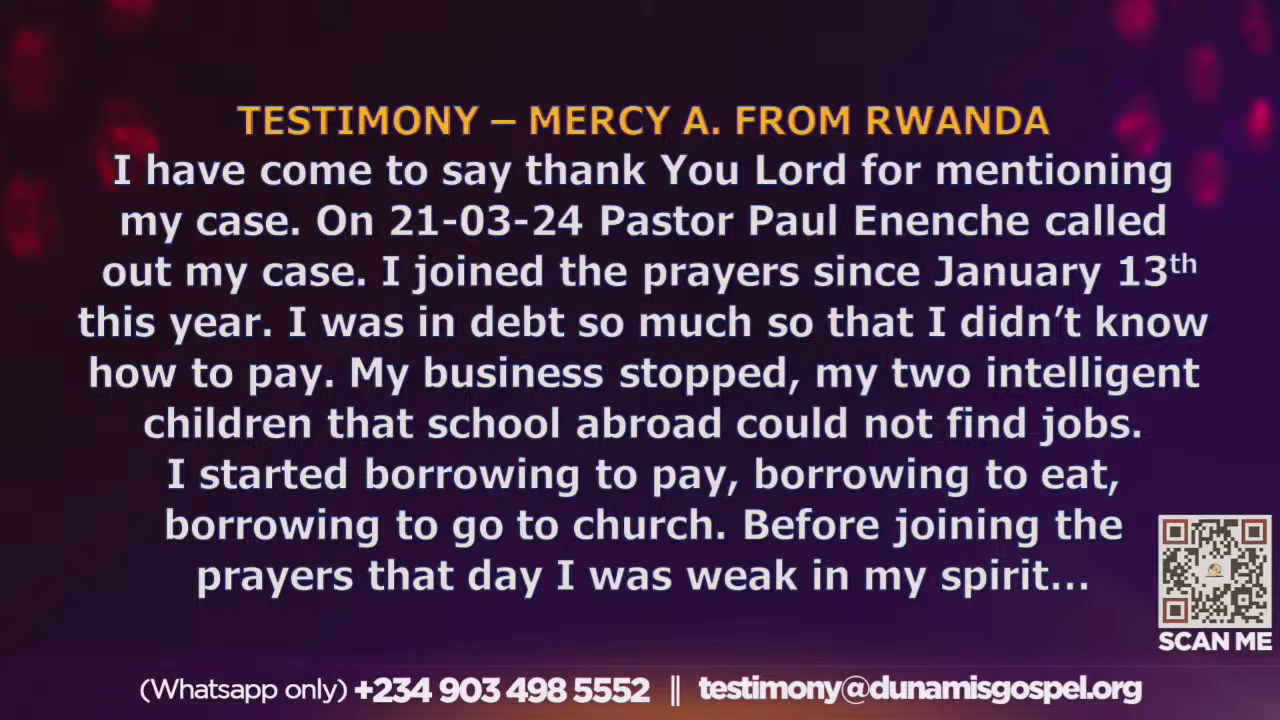 TESTIMONY – MERCY A. FROM RWANDA
I have come to say thank You Lord for mentioning
my case. On 21-03-24 Pastor Paul Enenche called
out my case. I joined the prayers since January 13th
this year. I was in debt so much so that I didn’t know
how to pay. My business stopped, my two intelligent
children that school abroad could not find jobs.
I started borrowing to pay, borrowing to eat,
borrowing to go to church. Before joining the
prayers that day I was weak in my spirit...
SCAN ME
(Whatsapp only) +234 903 498 5552 || testimony@dunamisgospel.org